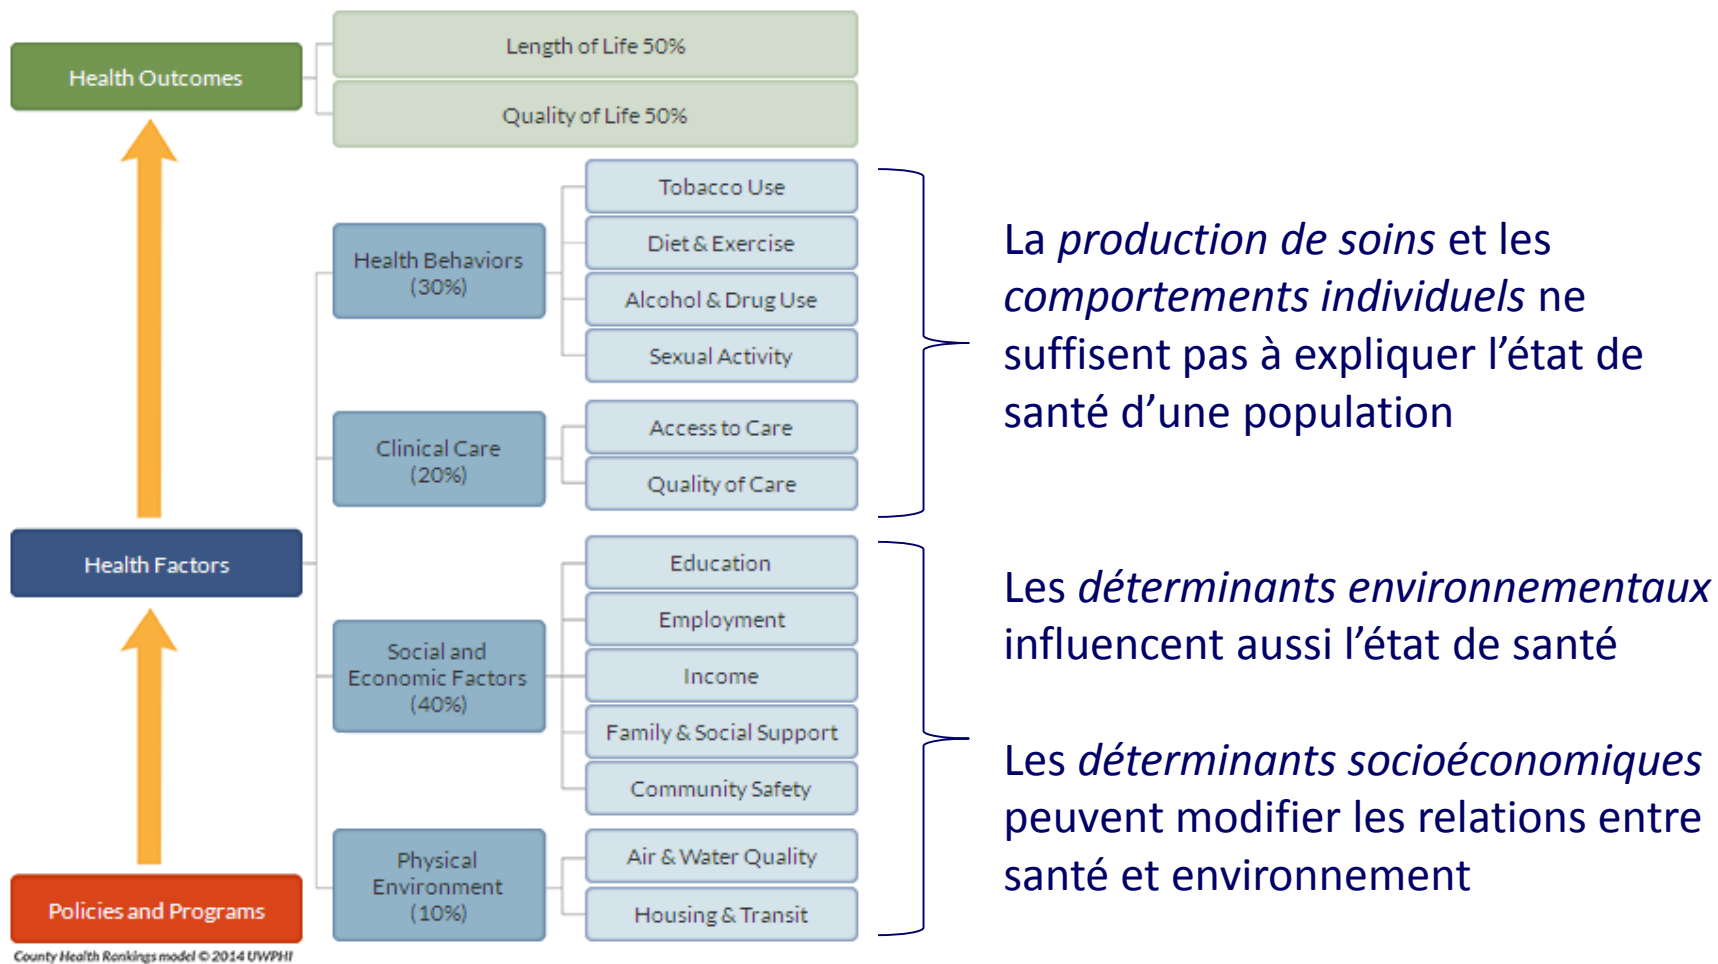 Length of Life 50%
Health Outcomes
Quality of Life 50%
Tobacco Use
Diet & Exercise
Health Behaviors
(30%)
Alcohol & Drug Use
Sexual Activity
Access to Care
Clinical Care
(20%)
Quality of Care
Health Factors
Education
Employment
Social and
Economic Factors
(40%)
Income
Family & Social Support
Community Safety
Physical
Environment
(10%)
Air & Water Quality
Housing & Transit
Policies and Programs
County Health Rankings model © 2014 UWPHI
La production de soins et les
comportements individuels ne
suffisent pas à expliquer l’état de
santé d’une population
Les déterminants environnementaux
influencent aussi l’état de santé
Les déterminants socioéconomiques
peuvent modifier les relations entre
santé et environnement